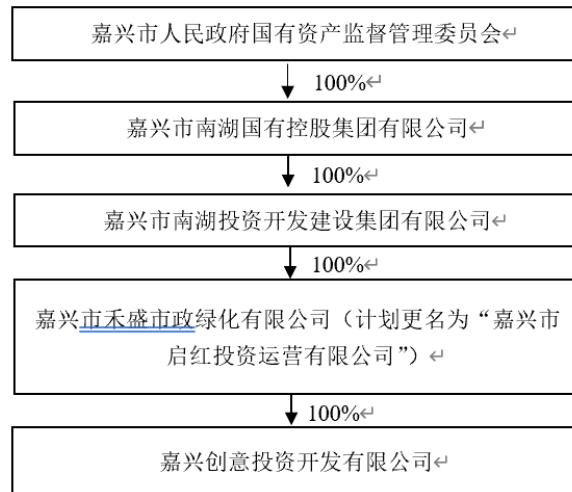 嘉兴市人民政府国有资产监督管理委员会↵
100%↵
嘉兴市南湖国有控股集团有限公司↵
100%↵
嘉兴市南湖投资开发建设集团有限公司↵
100%↵
嘉兴市禾盛市政绿化有限公司（计划更名为“嘉兴市
启红投资运营有限公司”）↵
100%↵
嘉兴创意投资开发有限公司↵